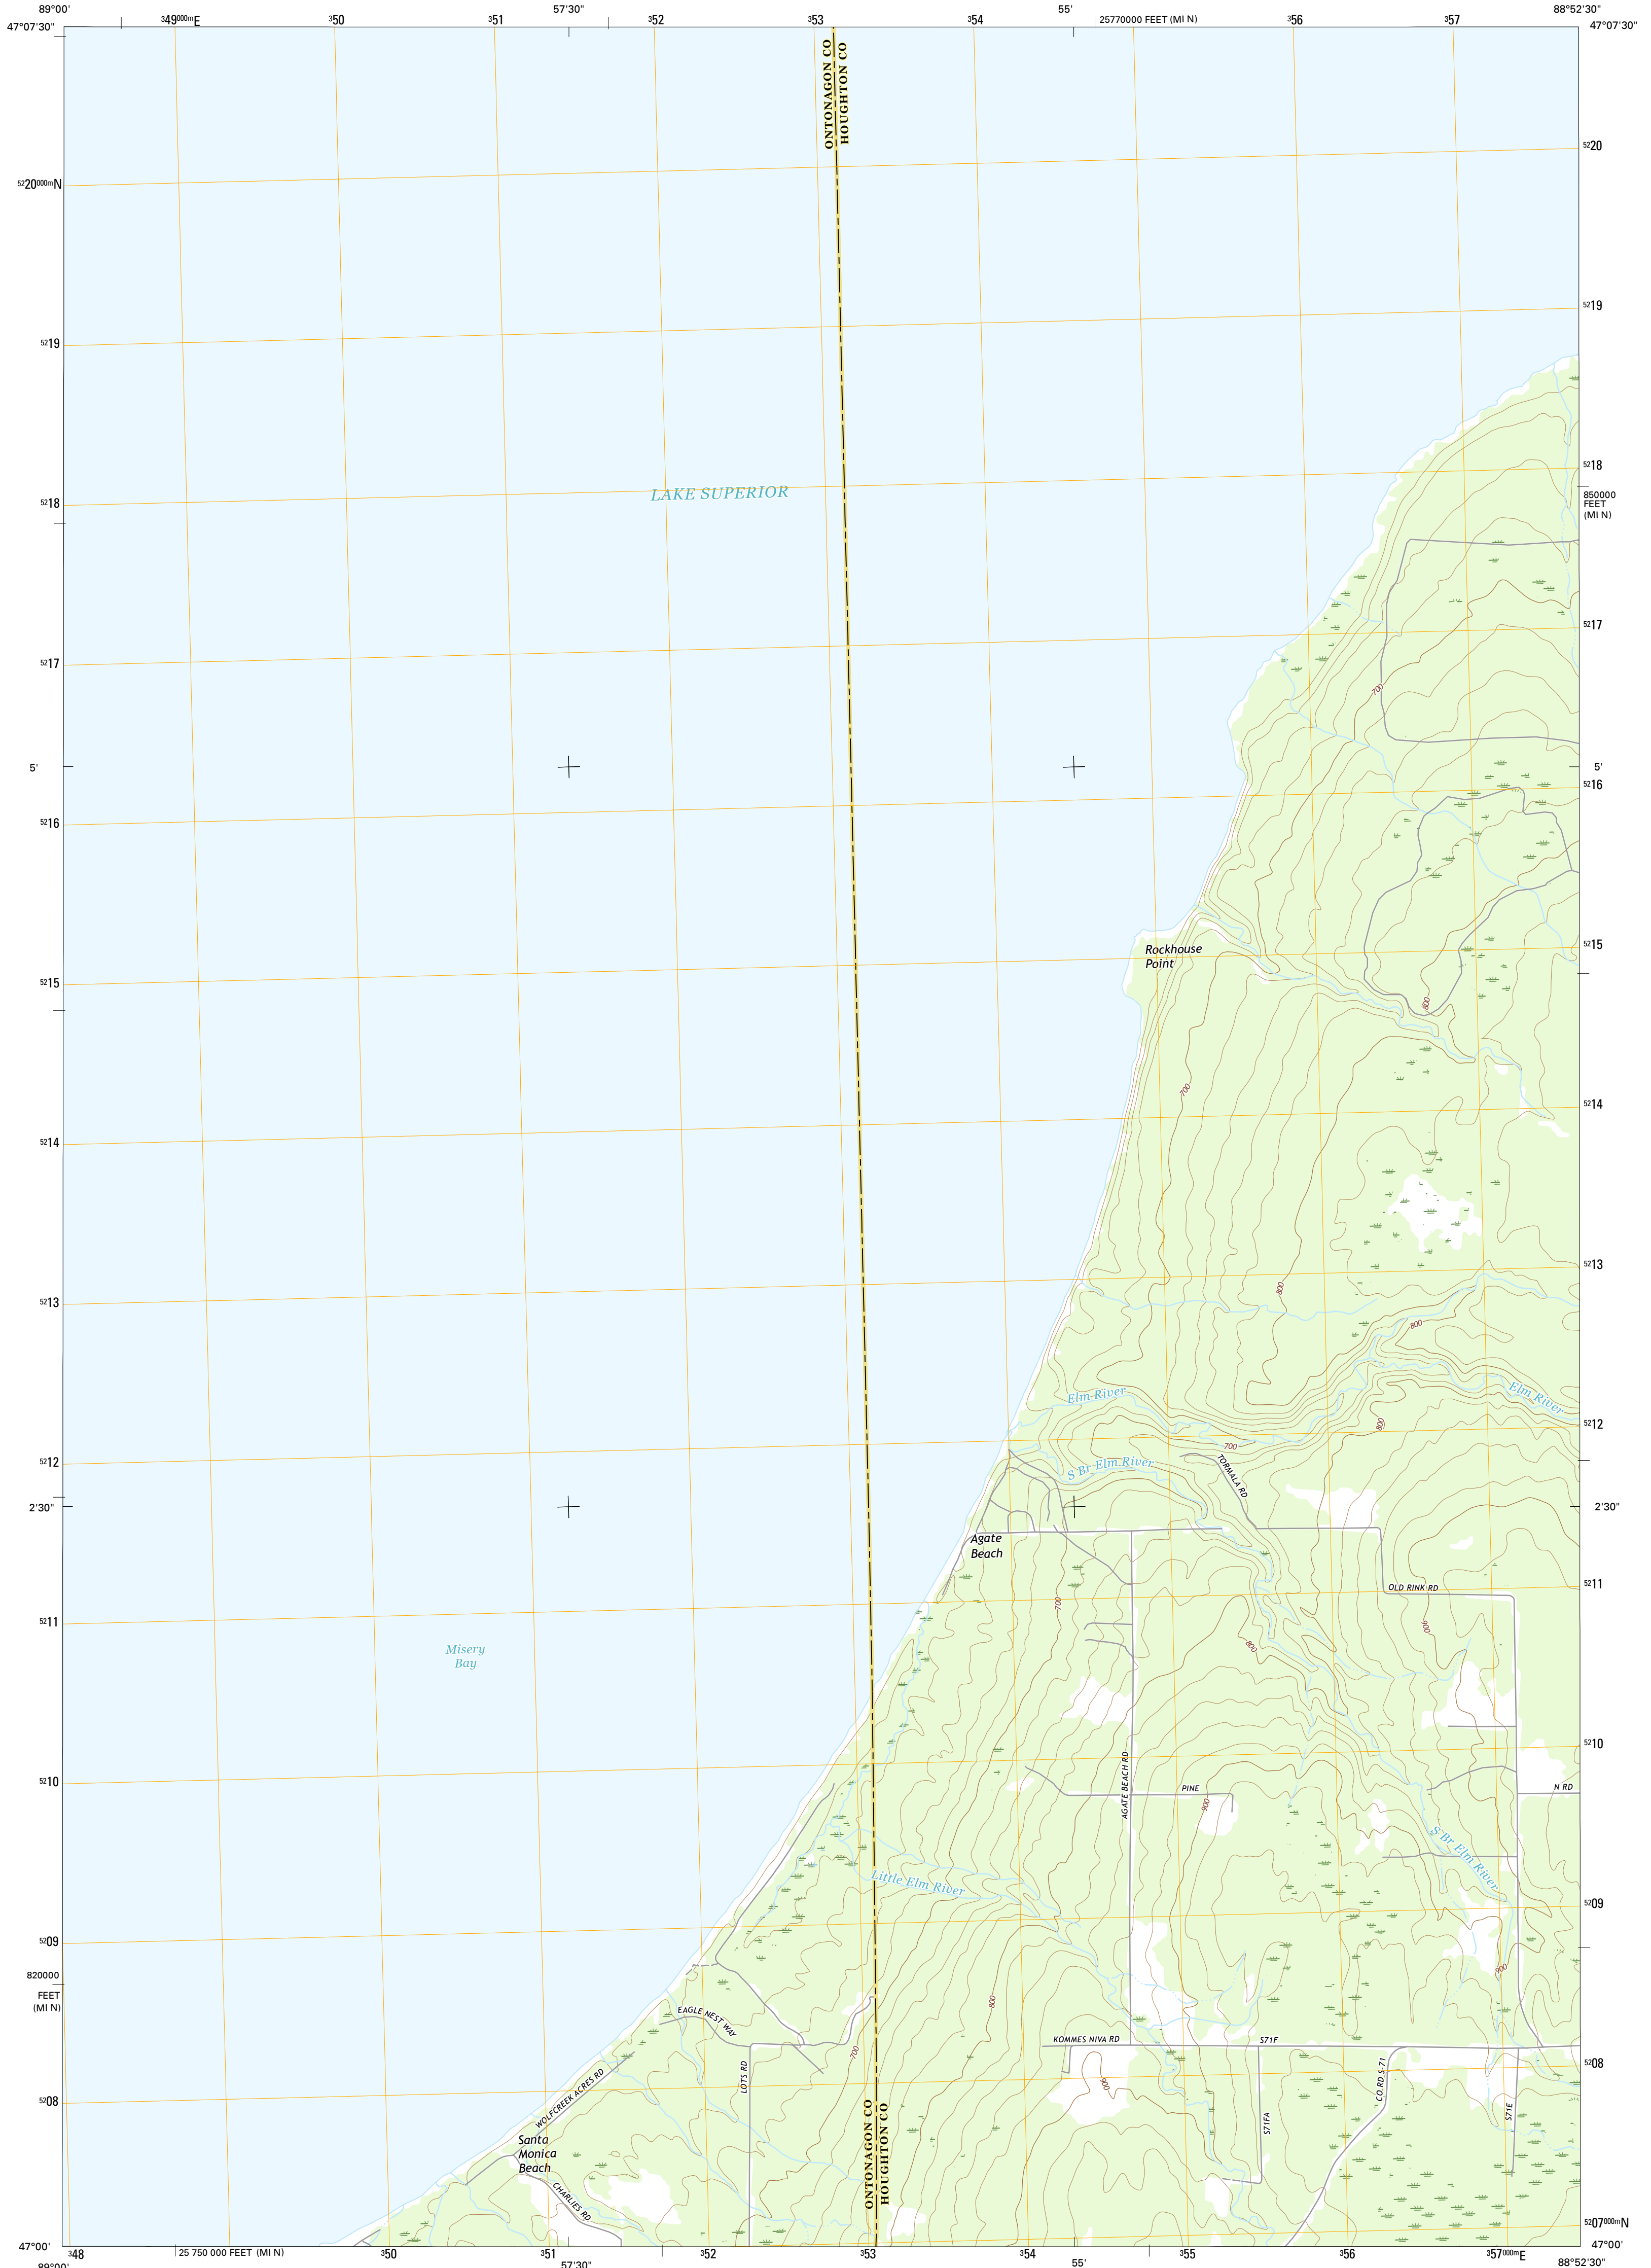 89°00'
³49⁰⁰⁰ᵐE
³50
³51
57'30"
³52
³53
³54
55'
25770000 FEET (MI N)
³56
³57
88°52'30"
47°07'30"
47°07'30"
ONTONAGON CO
HOUGHTON CO
⁵²20
⁵²20⁰⁰⁰ᵐN
⁵²19
⁵²19
⁵²18
850000
FEET
(MI N)
LAKE SUPERIOR
⁵²18
⁵²17
⁵²17
700
5'
5'
⁵²16
⁵²16
⁵²15
Rockhouse
Point
⁵²15
800
700
⁵²14
⁵²14
⁵²13
800
⁵²13
800
Elm River
Elm River
800
⁵²12
700
⁵²12
S Br Elm River
TORMALA RD
2'30"
2'30"
Agate
Beach
⁵²11
OLD RINK RD
700
900
⁵²11
800
Misery
Bay
⁵²10
⁵²10
AGATE BEACH RD
PINE
N RD
900
S Br Elm River
Little Elm River
⁵²09
⁵²09
900
820000
FEET
(MI N)
800
EAGLE NEST WAY
KOMMES NIVA RD
S71F
700
⁵²08
LOTS RD
WOLFCREEK ACRES RD
900
CO RD S-71
⁵²08
S71FA
S71E
ONTONAGON CO
HOUGHTON CO
Santa
Monica
Beach
CHARLIES RD
⁵²07⁰⁰⁰ᵐN
47°00'
47°00'
³48
25 750 000 FEET (MI N)
³50
³51
³52
³53
³54
³55
³56
³57⁰⁰⁰ᵐE
89°00'
57'30"
55'
88°52'30"